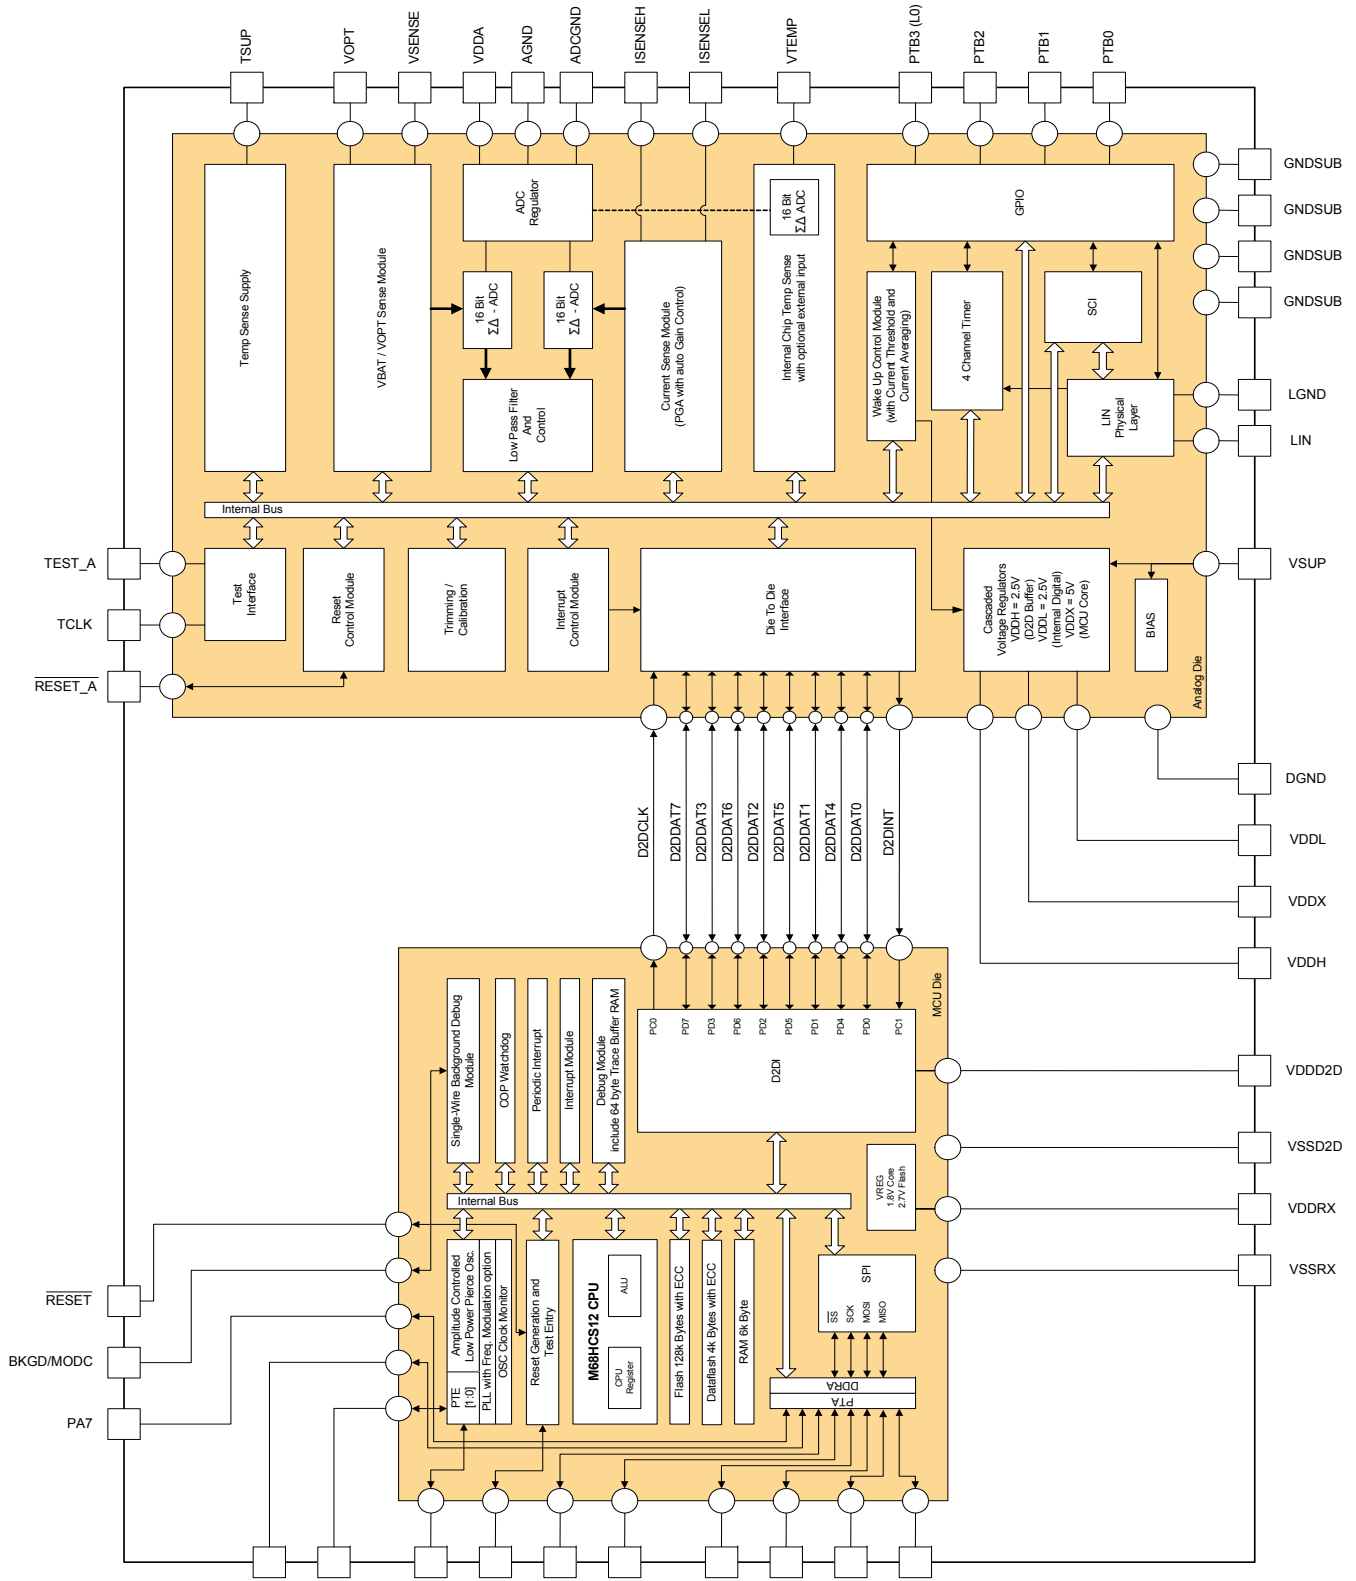 TSUP
VOPT
VSENSE
VDDA
AGND
ADCGND
ISENSEH
ISENSEL
VTEMP
PTB3 (L0)
PTB2
PTB1
PTB0
GNDSUB
GNDSUB
GNDSUB
GNDSUB
LGND
LIN
VSUP
DGND
VDDL
VDDX
VDDH
VDDD2D
VSSD2D
VDDRX
VSSRX
TEST_A
TCLK
RESET_A
RESET
BKGD/MODC
PA7
Temp Sense Supply
VBAT / VOPT Sense Module
ADC
Regulator
16 Bit
ΣΔ - ADC
16 Bit
ΣΔ - ADC
Low Pass Filter
And
Control
Current Sense Module
(PGA with auto Gain Control)
16 Bit
ΣΔ ADC
Internal Chip Temp Sense
with optional external input
GPIO
Wake Up Control Module
(with Current Threshold and
Current Averaging)
4 Channel Timer
SCI
LIN
Physical
Layer
Internal Bus
Test
Interface
Reset
Control Module
Trimming /
Calibration
Interrupt
Control Module
Die To Die
Interface
Cascaded
Voltage Regulators
VDDH = 2.5V
(D2D Buffer)
VDDL = 2.5V
(Internal Digital)
VDDX = 5V
(MCU Core)
BIAS
Analog Die
D2DCLK
D2DDAT7
D2DDAT3
D2DDAT6
D2DDAT2
D2DDAT5
D2DDAT1
D2DDAT4
D2DDAT0
D2DINT
MCU Die
PC0
PD7
PD3
PD6
PD2
PD5
PD1
PD4
PD0
PC1
D2DI
Single-Wire Background Debug
Module
COP Watchdog
Periodic Interrupt
Interrupt Module
Debug Module
include 64 byte Trace Buffer RAM
VREG
1.8V Core
2.7V Flash
Internal Bus
Amplitude Controlled
Low Power Pierce Osc.
PLL with Freq. Modulation option
OSC Clock Monitor
PTE
[1:0]
Reset Generation and
Test Entry
M68HCS12 CPU
ALU
CPU
Register
Flash 128k Bytes with ECC
Dataflash 4k Bytes with ECC
RAM 6k Byte
SPI
SS
SCK
MOSI
MISO
DDRA
PTA